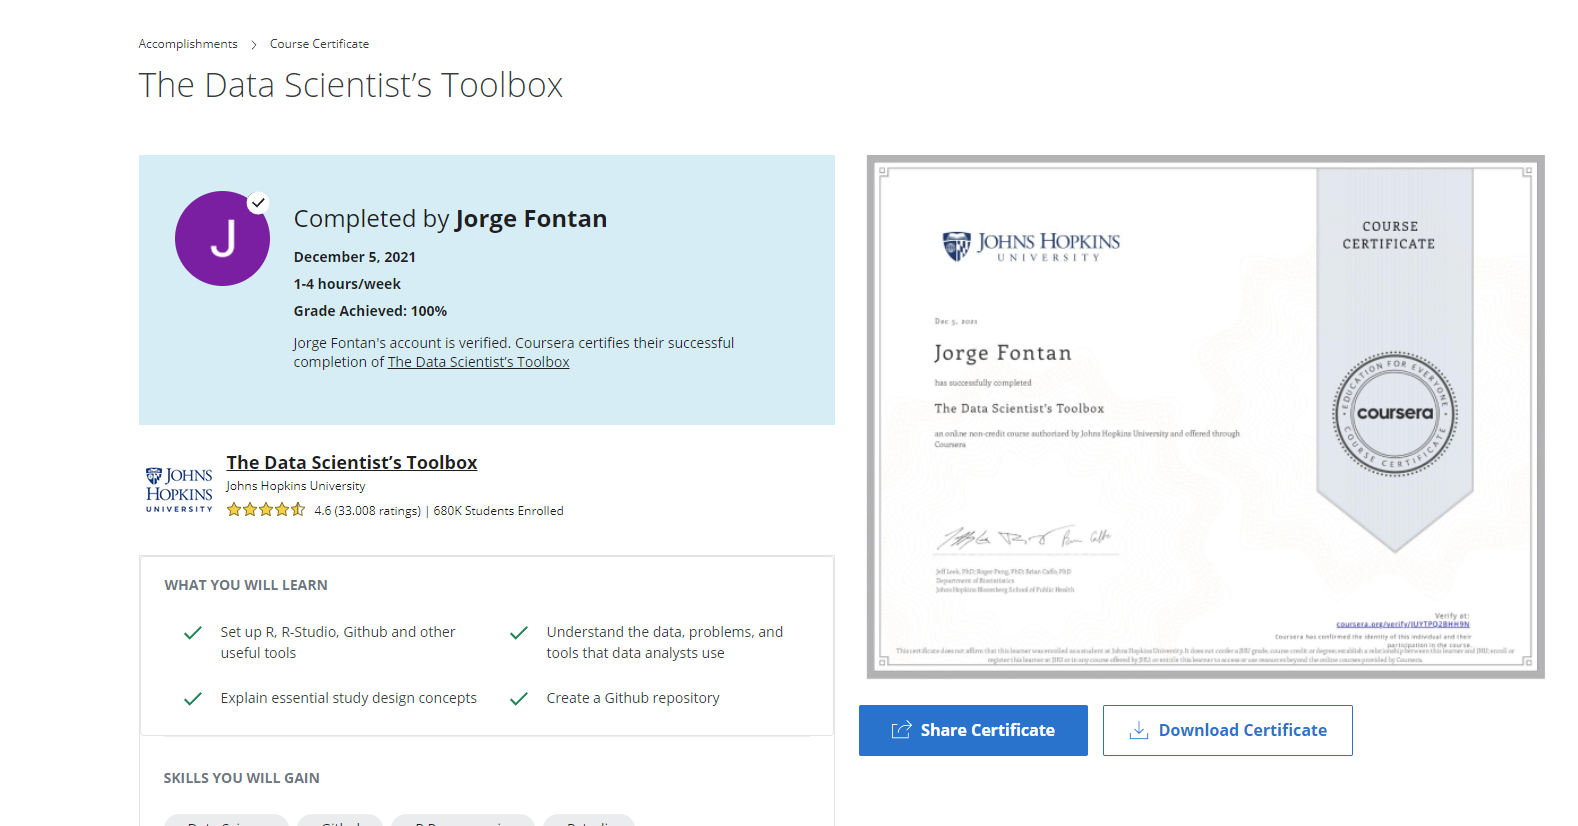 Accomplishments > Course Certificate
The Data Scientist’s Toolbox
J
Completed by Jorge Fontan
December 5, 2021
1-4 hours/week
Grade Achieved: 100%
Jorge Fontan's account is verified. Coursera certifies their successful
completion of The Data Scientist’s Toolbox
JOHNS
HOPKINS
UNIVERSITY
The Data Scientist’s Toolbox
Johns Hopkins University
4.6 (33.008 ratings) | 680K Students Enrolled
WHAT YOU WILL LEARN
Set up R, R-Studio, Github and other
useful tools
Understand the data, problems, and
tools that data analysts use
Explain essential study design concepts
Create a Github repository
SKILLS YOU WILL GAIN
JOHNS HOPKINS
UNIVERSITY
COURSE
CERTIFICATE
Dec 5, 2021
Jorge Fontan
has successfully completed
The Data Scientist’s Toolbox
an online non-credit course authorized by Johns Hopkins University and offered through
Coursera
EDUCATION FOR EVERYONE
coursera
COURSE CERTIFICATE
Jeff Leek, PhD; Roger Peng, PhD; Brian Caffo, PhD
Department of Biostatistics
Johns Hopkins Bloomberg School of Public Health
Verify at:
coursera.org/verify/IUYTPQ2BHH9N
Coursera has confirmed the identity of this individual and their
participation in the course.
This certificate does not affirm that this learner was enrolled as a student at Johns Hopkins University. It does not confer a JHU grade, course credit or degree; establish a relationship between this learner and JHU; enroll or
register this learner at JHU or in any course offered by JHU; or entitle this learner to access or use resources beyond the online courses provided by Coursera.
Share Certificate
Download Certificate